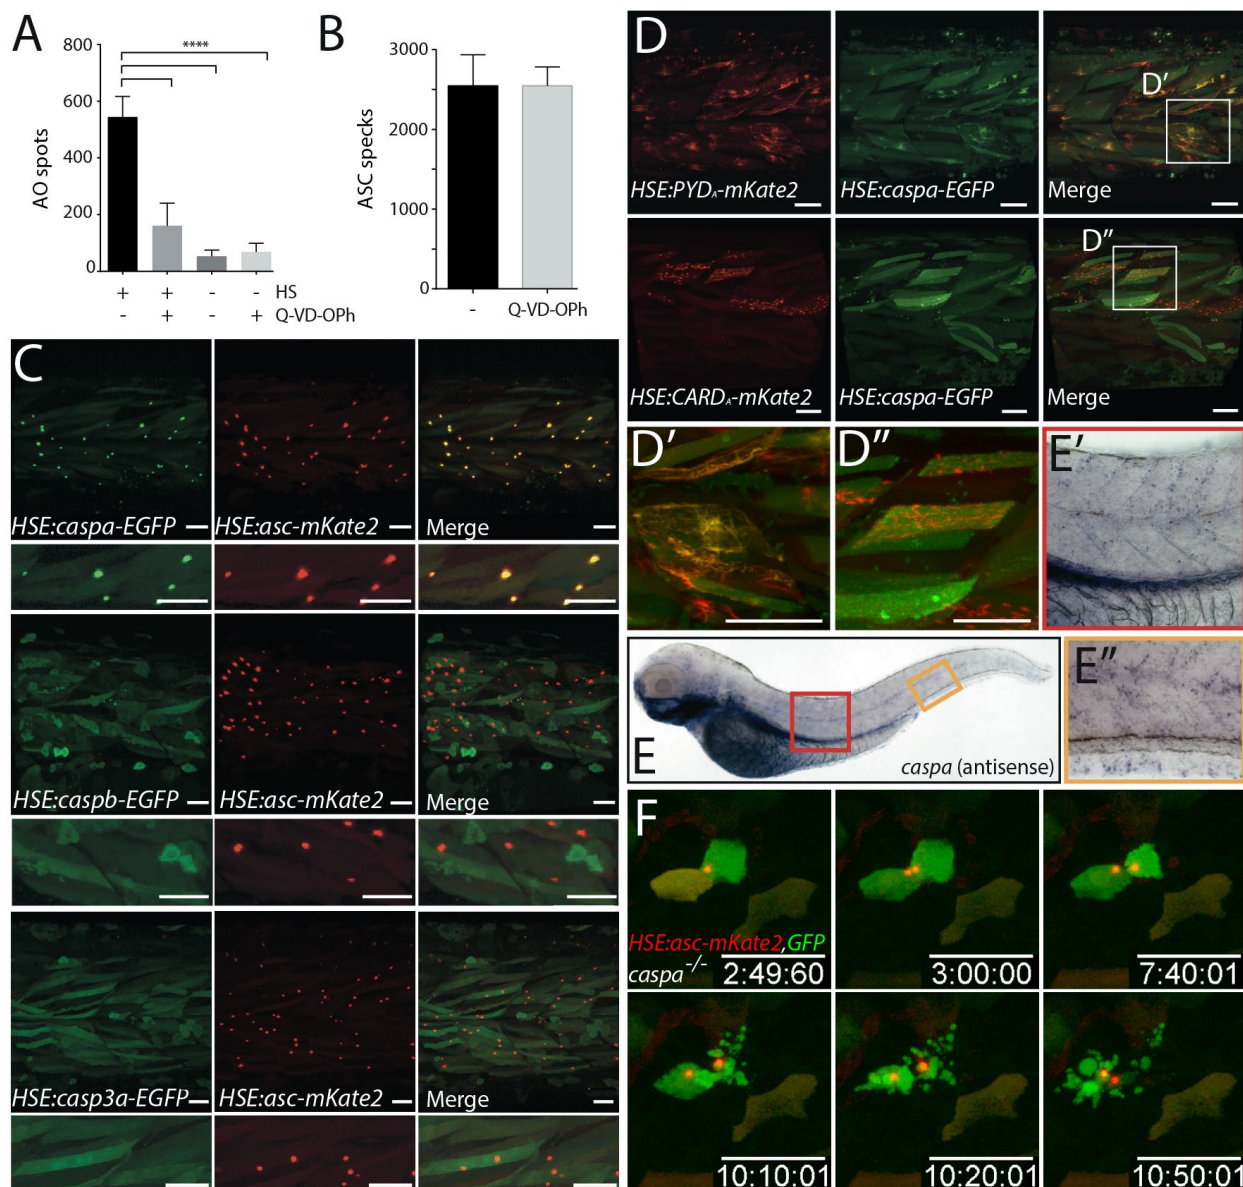 A
800
600
400
200
0
AO spots
****
+ + - - HS
- + - + Q-VD-OPh
B
3000
2000
1000
0
ASC specks
- Q-VD-OPh
C
HSE:caspa-EGFP HSE:asc-mKate2 Merge
HSE:caspb-EGFP HSE:asc-mKate2 Merge
HSE:casp3a-EGFP HSE:asc-mKate2 Merge
D
D'
HSE:PYDA-mKate2 HSE:caspa-EGFP Merge
D"
HSE:CARDA-mKate2 HSE:caspa-EGFP Merge
D' D" E'
E
caspa (antisense)
E"
F
HSE:asc-mKate2,GFP
caspa-/- 2:49:60 3:00:00 7:40:01
10:10:01 10:20:01 10:50:01